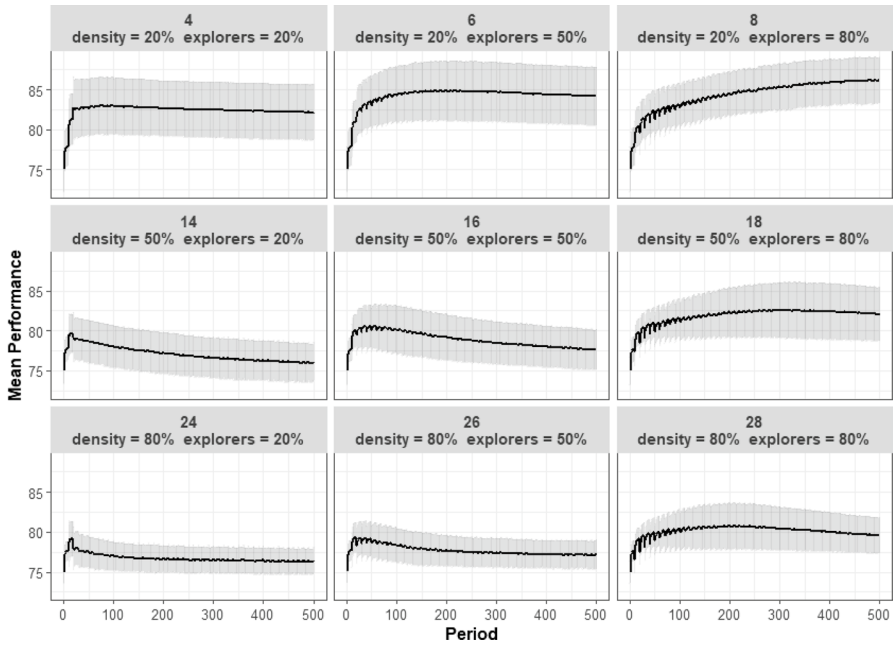 4
density = 20%  explorers = 20%
6
density = 20%  explorers = 50%
8
density = 20%  explorers = 80%
85
80
75
14
density = 50%  explorers = 20%
16
density = 50%  explorers = 50%
18
density = 50%  explorers = 80%
85
80
75
Mean Performance
24
density = 80%  explorers = 20%
26
density = 80%  explorers = 50%
28
density = 80%  explorers = 80%
85
80
75
0 100 200 300 400 500
0 100 200 300 400 500
0 100 200 300 400 500
Period